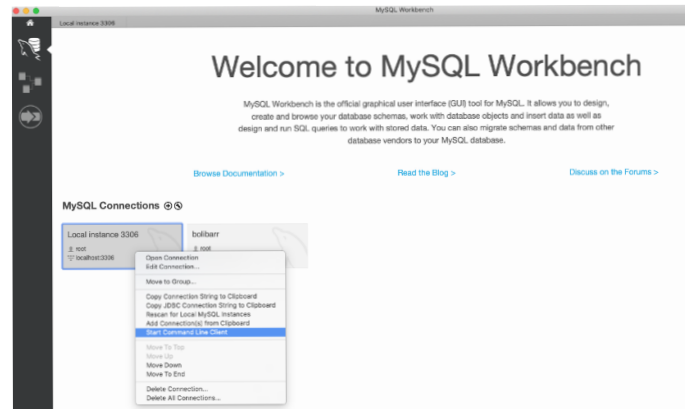 MySQL Workbench
Local instance 3306
Welcome to MySQL Workbench
MySQL Workbench is the official graphical user interface (GUI) tool for MySQL. It allows you to design,
create and browse your database schemas, work with database objects and insert data as well as
design and run SQL queries to work with stored data. You can also migrate schemas and data from other
database vendors to your MySQL database.
Browse Documentation >
Read the Blog >
Discuss on the Forums >
MySQL Connections
Local instance 3306
root
localhost:3306
bolibarr
root
Open Connection
Edit Connection...
Move to Group...
Copy Connection String to Clipboard
Copy JDBC Connection String to Clipboard
Rescan for Local MySQL Instances
Add Connection(s) from Clipboard
Start Command Line Client
Move To Top
Move Up
Move Down
Move To End
Delete Connection...
Delete All Connections...